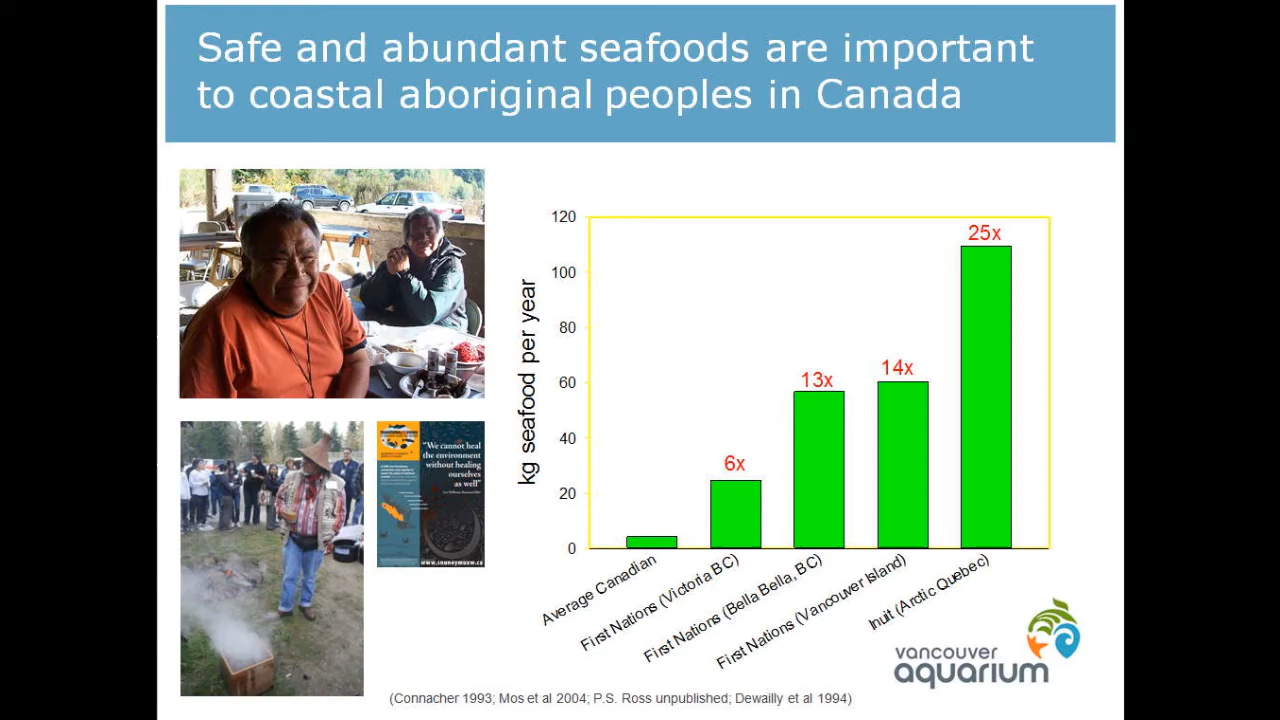 Safe and abundant seafoods are important
to coastal aboriginal peoples in Canada
"We cannot heal
the environment
without healing
ourselves
as well"
www.snuneymuxw.ca
kg seafood per year
120
100
80
60
40
20
0
6x
13x
14x
25x
Average Canadian
First Nations (Victoria BC)
First Nations (Bella Bella, BC)
First Nations (Vancouver Island)
Inuit (Arctic Quebec)
vancouver
aquarium
(Connacher 1993; Mos et al 2004; P.S. Ross unpublished; Dewailly et al 1994)